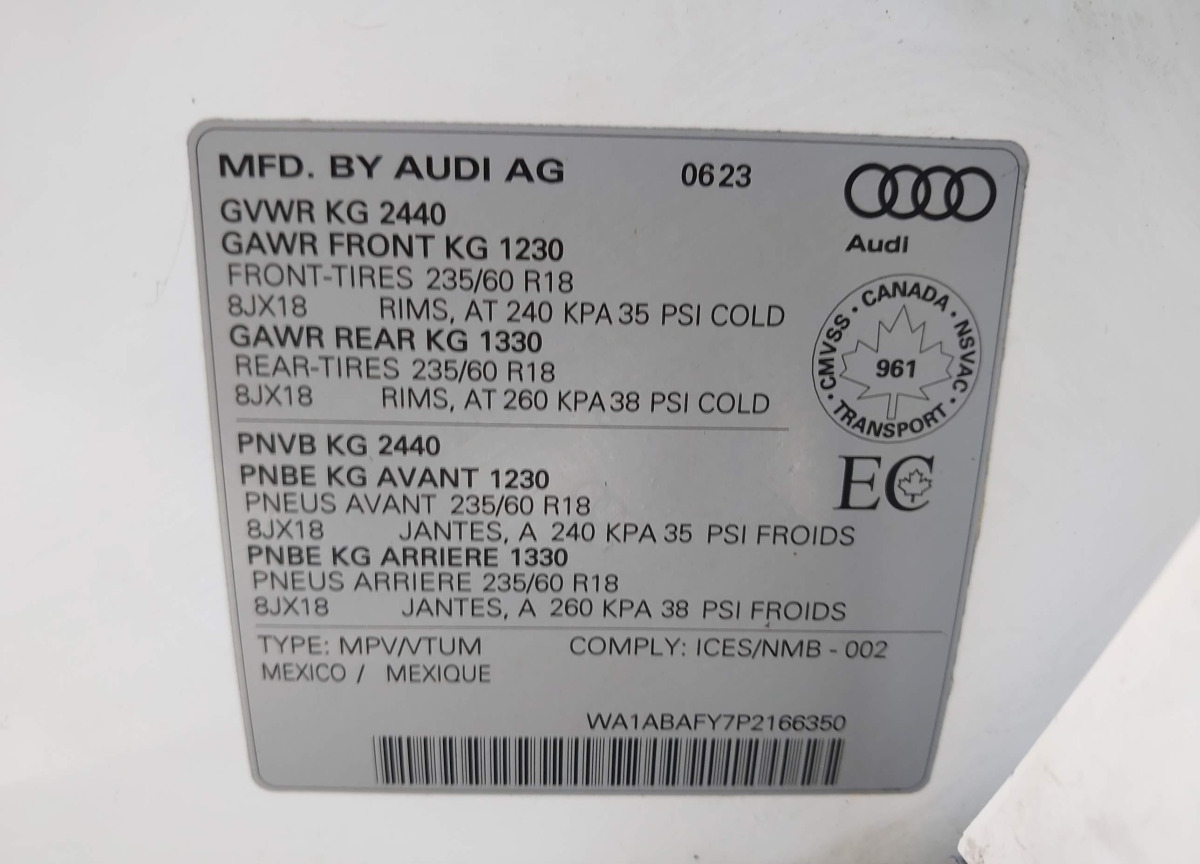 MFD. BY AUDI AG 0623
GVWR KG 2440
GAWR FRONT KG 1230
Audi
FRONT-TIRES 235/60 R18
8JX18 RIMS, AT 240 KPA 35 PSI COLD
GAWR REAR KG 1330
REAR-TIRES 235/60 R18
8JX18 RIMS, AT 260 KPA 38 PSI COLD
CMVSS · CANADA · NSVAC · TRANSPORT ·
961
PNVB KG 2440
PNBE KG AVANT 1230
EC
PNEUS AVANT 235/60 R18
8JX18 JANTES, A 240 KPA 35 PSI FROIDS
PNBE KG ARRIERE 1330
PNEUS ARRIERE 235/60 R18
8JX18 JANTES, A 260 KPA 38 PSI FROIDS
TYPE: MPV/VTUM COMPLY: ICES/NMB - 002
MEXICO / MEXIQUE
WA1ABAFY7P2166350